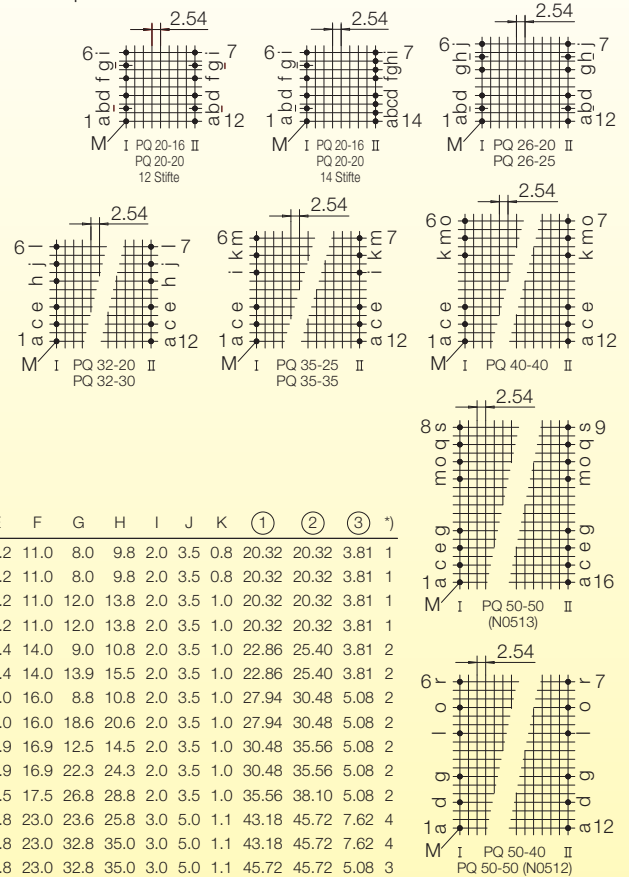 2.54 2.54 2.54
6 a b d f g i I a b d f g i II 7 1 12 M
PQ 20-16
PQ 20-20
12 Stifte
6 a b d f g i I a b c d f g h i II 7 1 14 M
PQ 20-16
PQ 20-20
14 Stifte
6 a b d g h j I a b d g h j II 7 1 12 M
PQ 26-20
PQ 26-25
2.54 2.54 2.54
6 a c e h j l I a c e h j l II 7 1 12 M
PQ 32-20
PQ 32-30
6 a c e i k m I a c e i k m II 7 1 12 M
PQ 35-25
PQ 35-35
6 a c e k m o I a c e k m o II 7 1 12 M
PQ 40-40
2.54
8 a c e g m o q s I a c e g m o q s II 9 1 16 M
PQ 50-50
(N0513)
2.54
6 a d g l o r I a d g l o r II 7 1 12 M
PQ 50-40
PQ 50-50 (N0512)
F G H I J K 1 2 3 *)
.2 11.0 8.0 9.8 2.0 3.5 0.8 20.32 20.32 3.81 1
.2 11.0 8.0 9.8 2.0 3.5 0.8 20.32 20.32 3.81 1
.2 11.0 12.0 13.8 2.0 3.5 1.0 20.32 20.32 3.81 1
.2 11.0 12.0 13.8 2.0 3.5 1.0 20.32 20.32 3.81 1
.4 14.0 9.0 10.8 2.0 3.5 1.0 22.86 25.40 3.81 2
.4 14.0 13.9 15.5 2.0 3.5 1.0 22.86 25.40 3.81 2
.0 16.0 8.8 10.8 2.0 3.5 1.0 27.94 30.48 5.08 2
.0 16.0 18.6 20.6 2.0 3.5 1.0 27.94 30.48 5.08 2
.9 16.9 12.5 14.5 2.0 3.5 1.0 30.48 35.56 5.08 2
.9 16.9 22.3 24.3 2.0 3.5 1.0 30.48 35.56 5.08 2
.5 17.5 26.8 28.8 2.0 3.5 1.0 35.56 38.10 5.08 2
.8 23.0 23.6 25.8 3.0 5.0 1.1 43.18 45.72 7.62 4
.8 23.0 32.8 35.0 3.0 5.0 1.1 43.18 45.72 7.62 4
.8 23.0 32.8 35.0 3.0 5.0 1.1 45.72 45.72 5.08 3